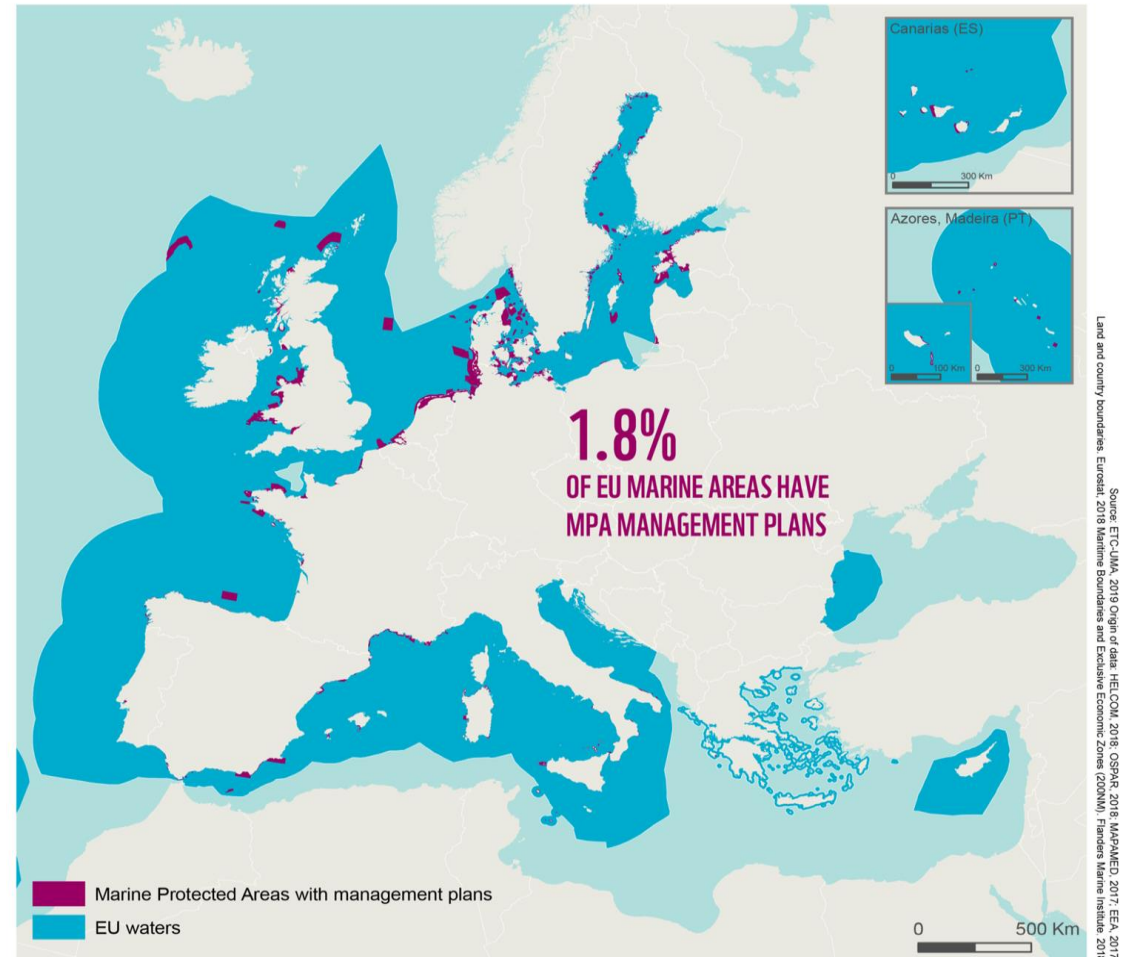 Canarias (ES)
0 300 Km
Azores, Madeira (PT)
0 100 Km
0 300 Km
1.8%
OF EU MARINE AREAS HAVE
MPA MANAGEMENT PLANS
Marine Protected Areas with management plans
EU waters
0 500 Km
Source: ETC-UMA, 2019 Origin of data: HELCOM, 2018; OSPAR, 2018; MAPAMED, 2017; EEA, 2017
Land and country boundaries. Eurostat, 2018 Maritime Boundaries and Exclusive Economic Zones (200NM). Flanders Marine Institute.